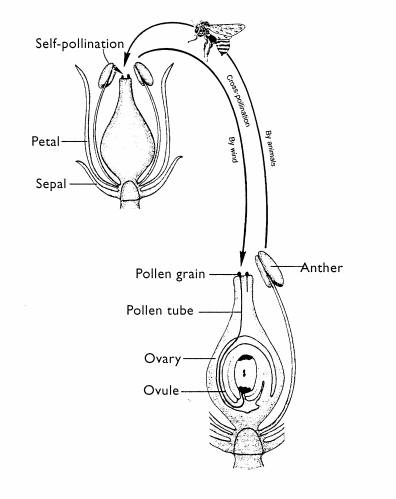 Self-pollination
Cross-pollination
By wind
By animals
Petal
Sepal
Pollen grain
Anther
Pollen tube
Ovary
Ovule